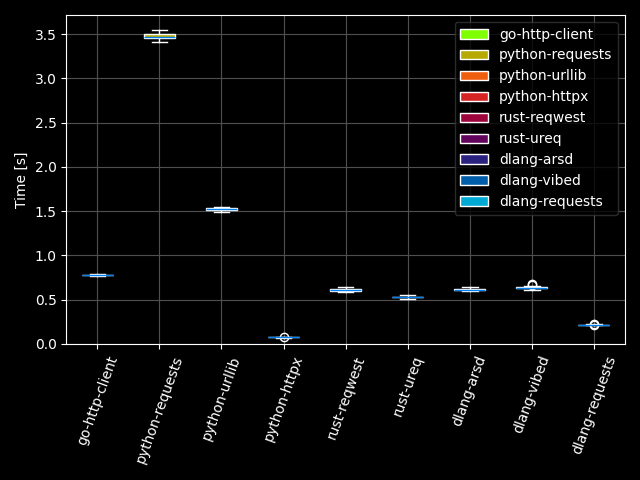 3.5
3.0
2.5
2.0
1.5
1.0
0.5
0.0
Time [s]
go-http-client
python-requests
python-urllib
python-httpx
rust-reqwest
rust-ureq
dlang-arsd
dlang-vibed
dlang-requests
go-http-client
python-requests
python-urllib
python-httpx
rust-reqwest
rust-ureq
dlang-arsd
dlang-vibed
dlang-requests